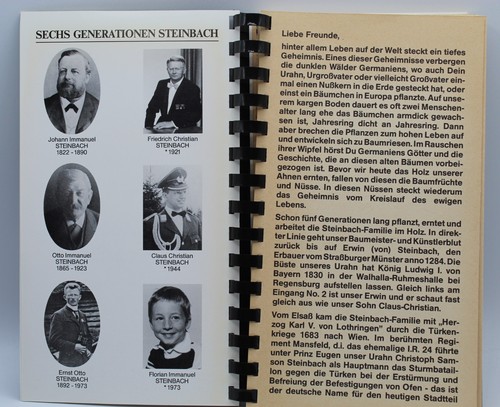 SECHS GENERATIONEN STEINBACH
Johann Immanuel
STEINBACH
1822 - 1890
Friedrich Christian
STEINBACH
*1921
Otto Immanuel
STEINBACH
1865 - 1923
Claus Christian
STEINBACH
*1944
Ernst Otto
STEINBACH
1892 - 1973
Florian Immanuel
STEINBACH
*1973
Liebe Freunde,
hinter allem Leben auf der Welt steckt ein tiefes
Geheimnis. Eines dieser Geheimnisse verbergen
die dunklen Wälder Germaniens, wo auch Dein
Urahn, Urgroßvater oder vielleicht Großvater ein-
mal einen Nußkern in die Erde gesteckt hat, oder
einst ein Bäumchen in Europa pflanzte. Auf unse-
rem kargen Boden dauert es oft zwei Menschen-
alter lang ehe das Bäumchen armdick gewach-
sen ist, Jahresring dicht an Jahresring. Dann
aber brechen die Pflanzen zum hohen Leben auf
und entwickeln sich zu Baumriesen. Im Rauschen
der Wipfel hörst Du Germaniens Götter und die
Geschichte, die an diesen alten Bäumen vorbei-
gezogen ist. Bevor wir heute das Holz unserer
Ahnen ernten, fallen von diesen die Baumfrüchte
und Nüsse. In diesen Nüssen steckt wiederum
das Geheimnis vom Kreislauf des ewigen
Lebens.
Schon fünf Generationen lang pflanzt, erntet und
arbeitet die Steinbach-Familie im Holz. In direk-
ter Linie geht unser Baumeister- und Künstlerblut
zurück bis auf Erwin (von) Steinbach, den
Erbauer vom Straßburger Münster anno 1284. Die
Büste unseres Urahn hat König Ludwig I. von
Bayern 1830 in der Walhalla-Ruhmeshalle bei
Regensburg aufstellen lassen. Gleich links am
Eingang No. 2 ist unser Erwin und er schaut fast
gleich aus wie unser Sohn Claus-Christian.
Vom Elsaß kam die Steinbach-Familie mit „Her-
zog Karl V. von Lothringen" durch die Türken-
kriege 1683 nach Wien. Im berühmten Regi-
ment Mansfeld, d.i. das ehemalige I.R. 24 führte
unter Prinz Eugen unser Urahn Christoph Sam-
son Steinbach als Hauptmann das Sturmbatail-
lon gegen die Türken bei der Erstürmung und
Befreiung der Befestigungen von Ofen - das ist
der deutsche Name für den heutigen Stadtteil